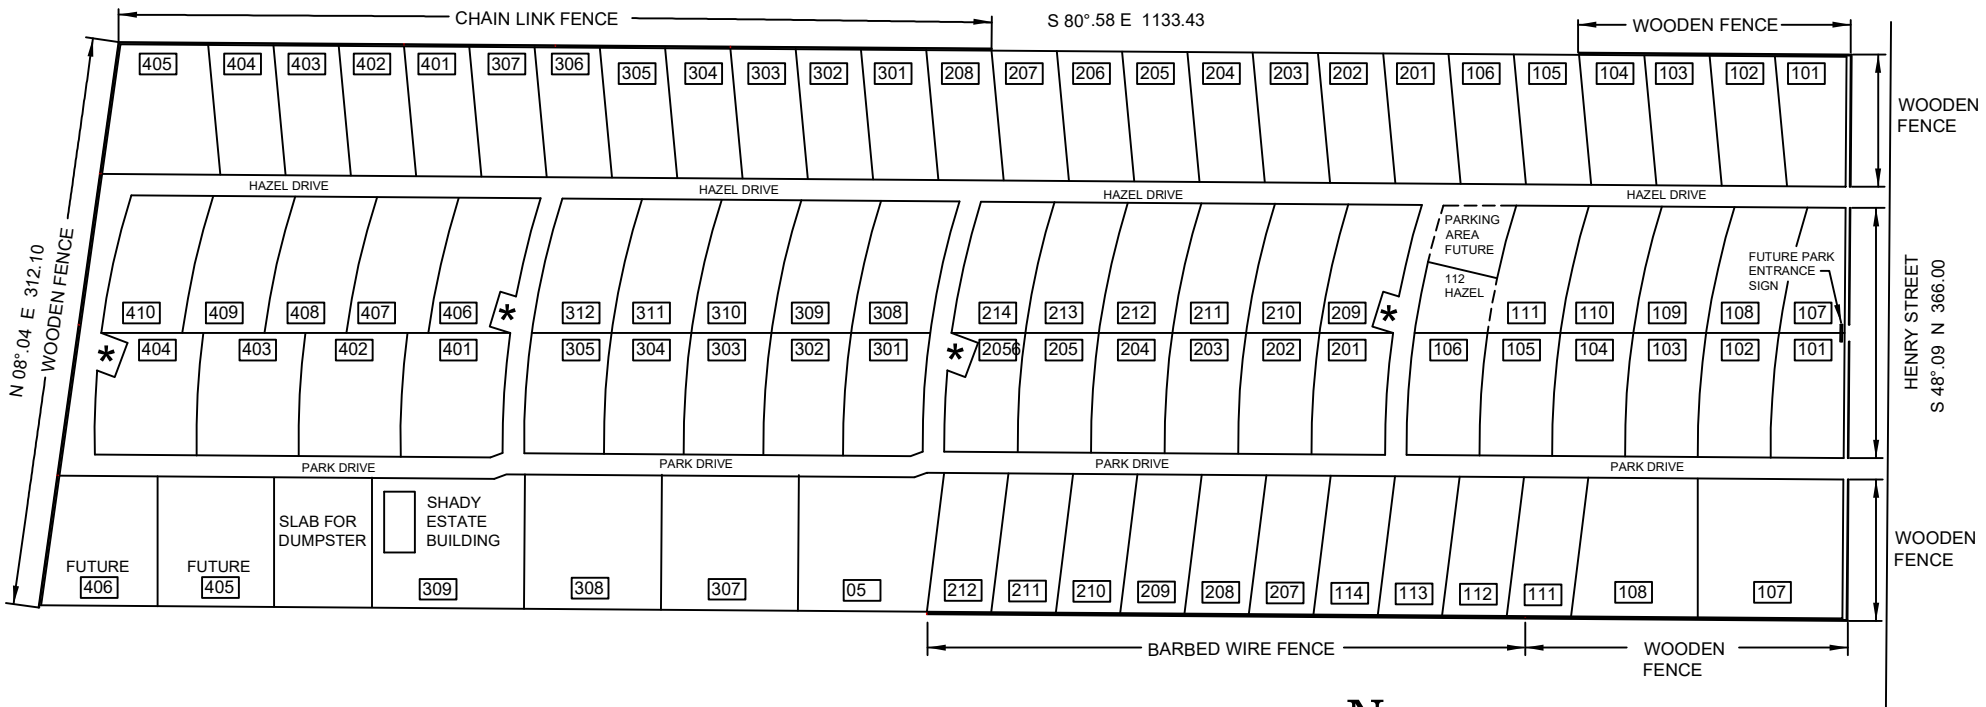 CHAIN LINK FENCE
S 80°.58 E 1133.43
WOODEN FENCE
405 404 403 402 401 307 306 305 304 303 302 301 208 207 206 205 204 203 202 201 106 105 104 103 102 101
WOODEN
FENCE
HAZEL DRIVE HAZEL DRIVE HAZEL DRIVE HAZEL DRIVE
N 08°.04 E 312.10
WOODEN FENCE
PARKING
AREA
FUTURE
112
HAZEL
FUTURE PARK
ENTRANCE
SIGN
410 409 408 407 406 * 312 311 310 309 308 214 213 212 211 210 209 * 111 110 109 108 107
* 404 403 402 401 305 304 303 302 301 * 2056 205 204 203 202 201 106 105 104 103 102 101
HENRY STREET
S 48°.09 N 366.00
PARK DRIVE PARK DRIVE PARK DRIVE PARK DRIVE
SLAB FOR
DUMPSTER
SHADY
ESTATE
BUILDING
WOODEN
FENCE
FUTURE FUTURE
406 405 309 308 307 05 212 211 210 209 208 207 114 113 112 111 108 107
BARBED WIRE FENCE
WOODEN
FENCE
N